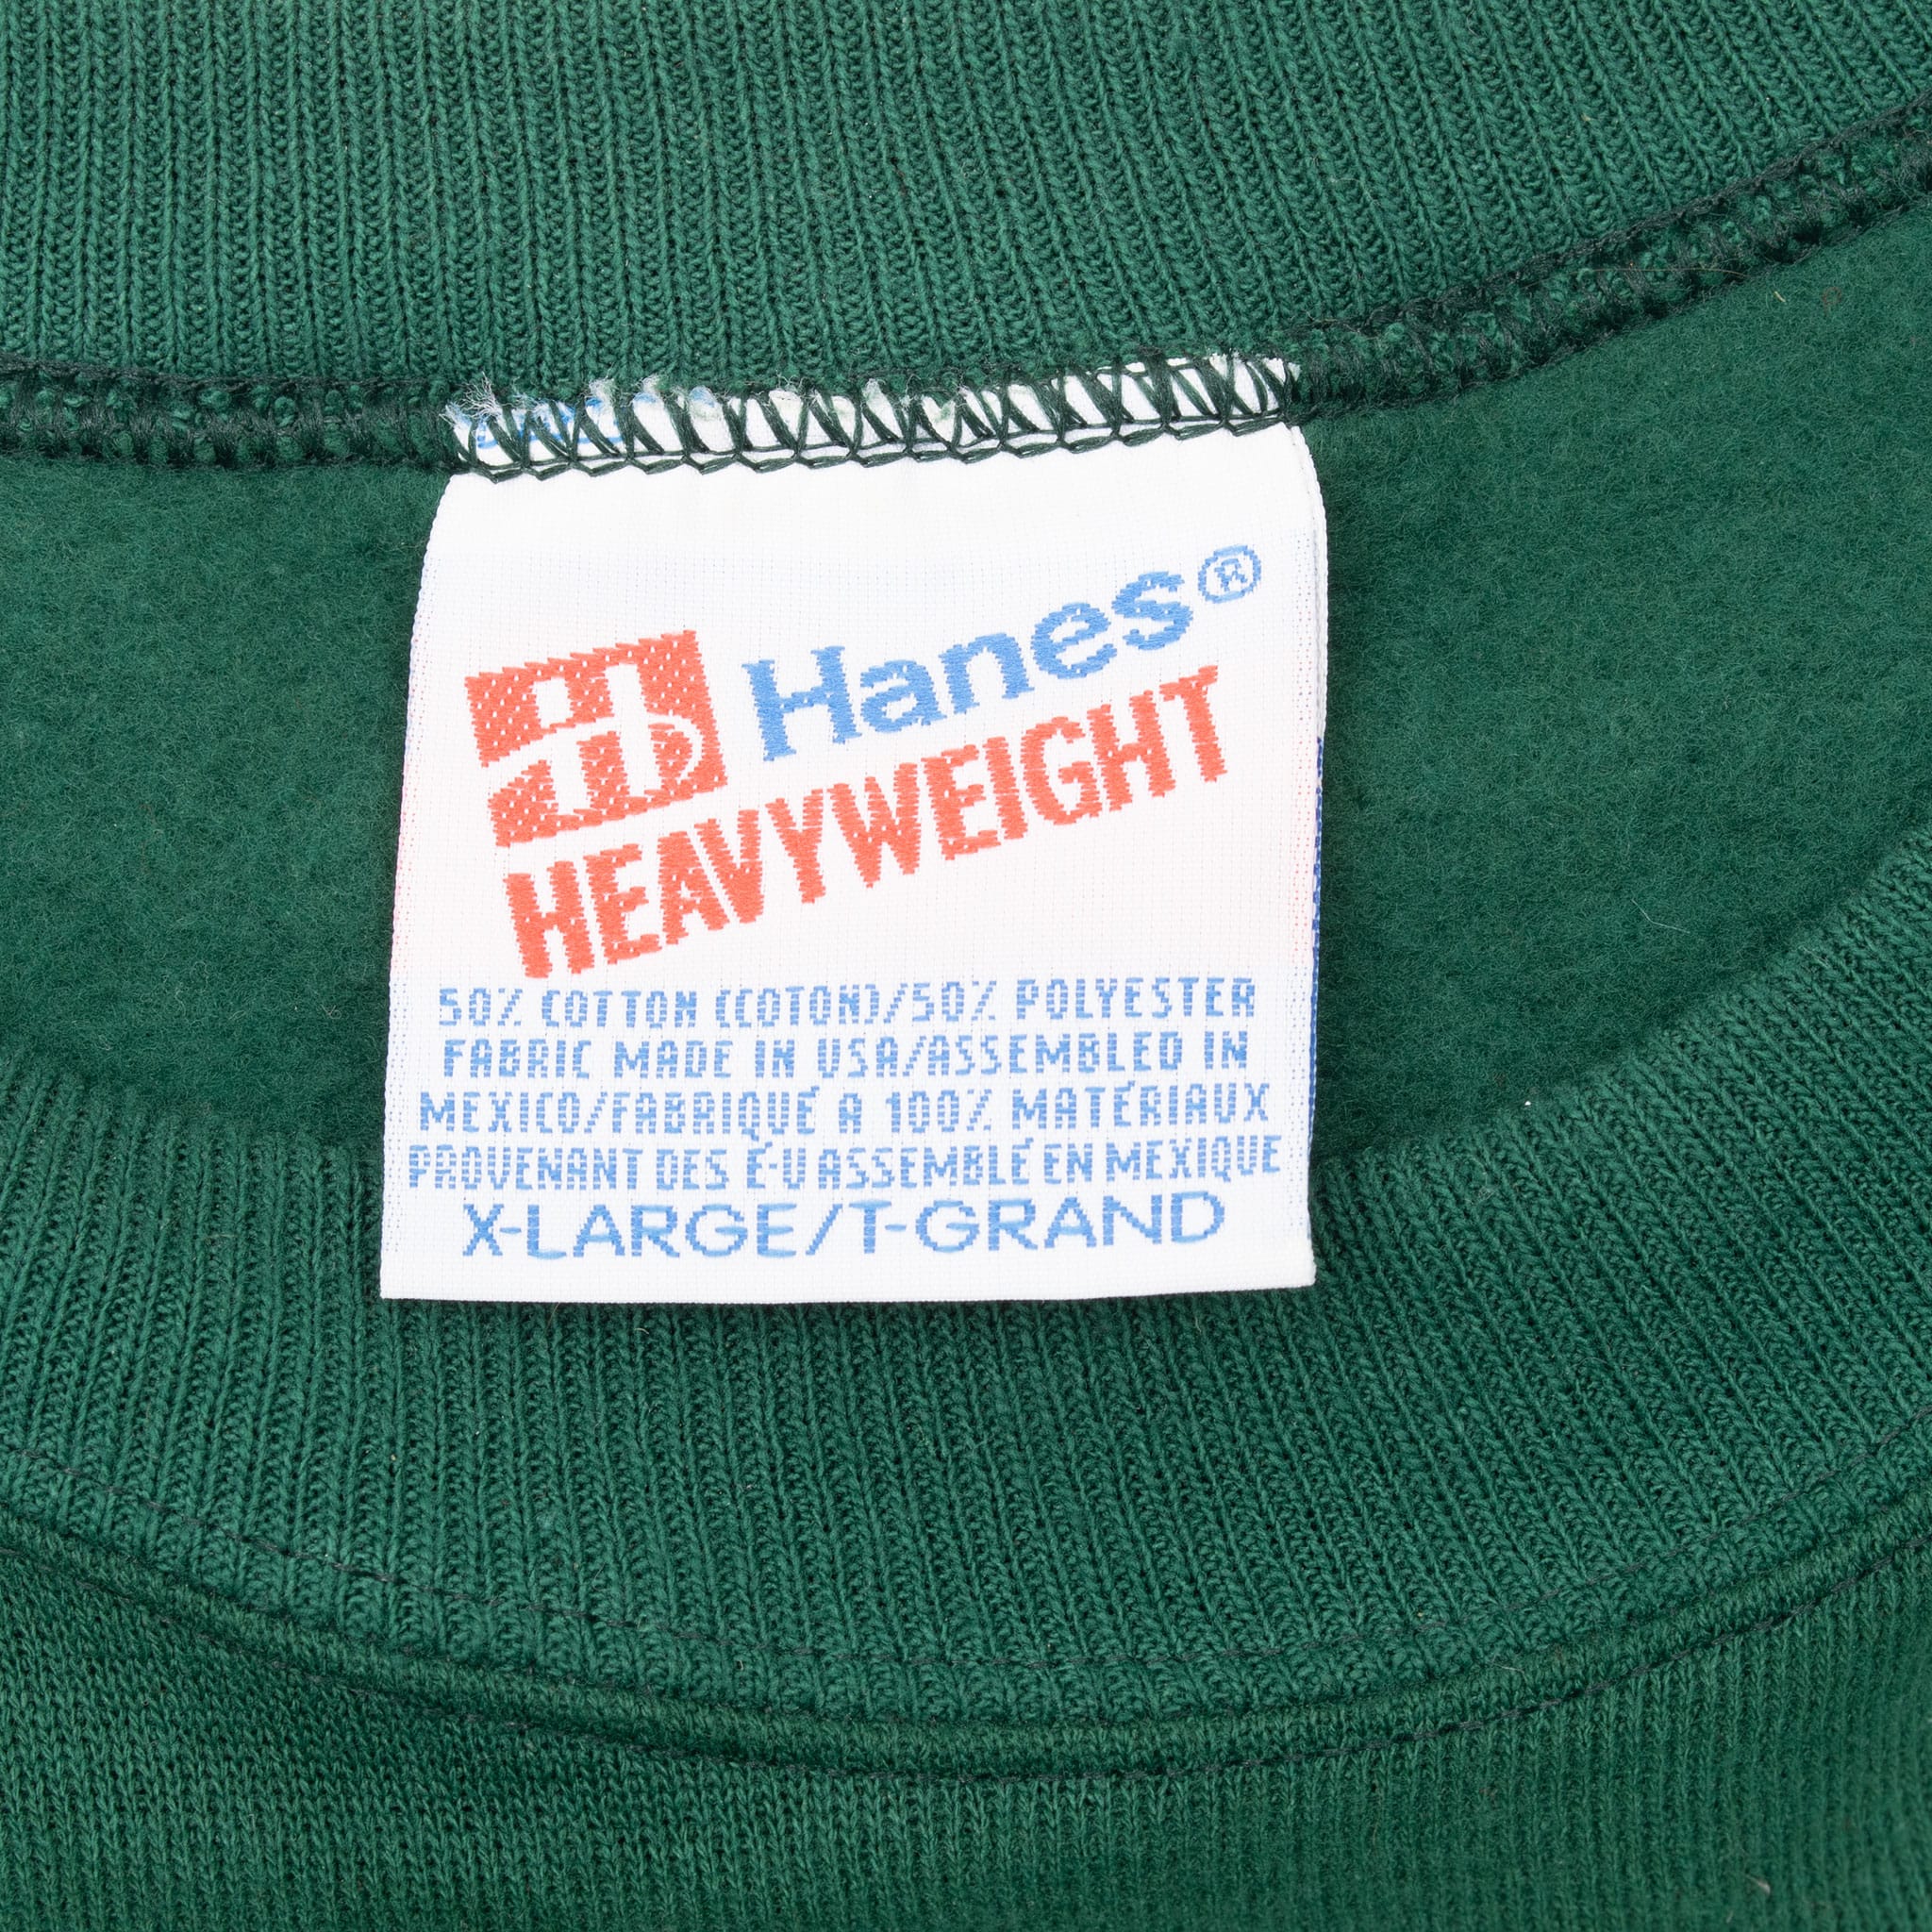 Hanes®
HEAVYWEIGHT
50% COTTON (COTON)/50% POLYESTER
FABRIC MADE IN USA/ASSEMBLED IN
MEXICO/FABRIQUÉ A 100% MATÉRIAUX
PROVENANT DES É-U ASSEMBLÉ EN MEXIQUE
X-LARGE/T-GRAND